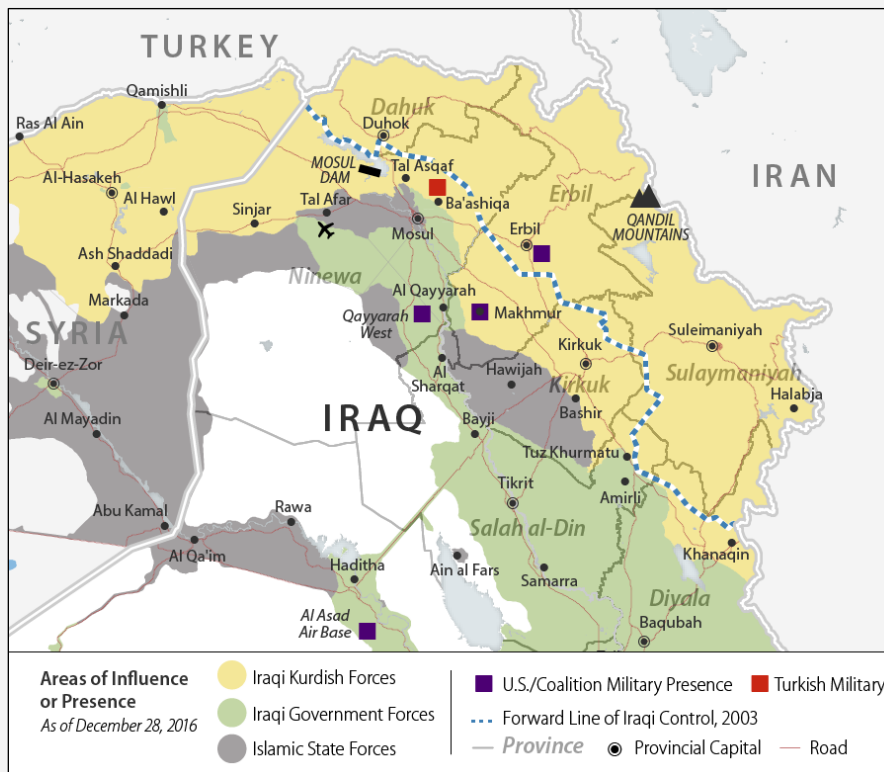 TURKEY
Qamishli
Ras Al Ain
Dahuk
Duhok
MOSUL
DAM
Tal Asqaf
IRAN
Al-Hasakeh
Al Hawl
Erbil
Tal Afar
Ba'ashiqa
Sinjar
Mosul
Erbil
QANDIL
MOUNTAINS
Ash Shaddadi
Ninewa
Markada
Al Qayyarah
Qayyarah
West
Makhmur
SYRIA
Suleimaniyah
Kirkuk
Deir-ez-Zor
Al
Sharqat
Hawijah
Kirkuk
Sulaymaniyah
Halabja
IRAQ
Bashir
Al Mayadin
Bayji
Tuz Khurmatu
Tikrit
Amirli
Abu Kamal
Rawa
Salah al-Din
Al Qa'im
Khanaqin
Haditha
Ain al Fars
Samarra
Diyala
Al Asad
Air Base
Baqubah
Areas of Influence
or Presence
As of December 28, 2016
Iraqi Kurdish Forces
Iraqi Government Forces
Islamic State Forces
U.S./Coalition Military Presence
Turkish Military
Forward Line of Iraqi Control, 2003
Province
Provincial Capital
Road